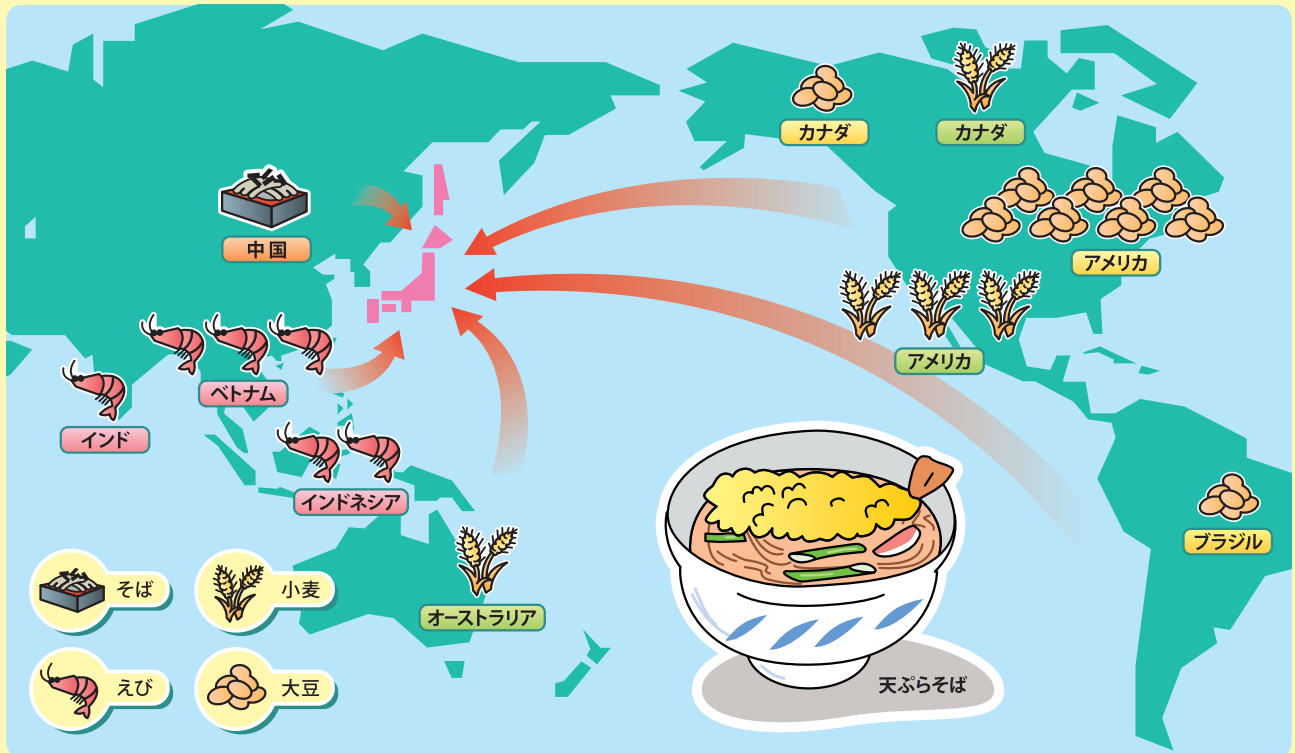 カナダ
カナダ
中国
アメリカ
アメリカ
ベトナム
インド
インドネシア
ブラジル
オーストラリア
そば
小麦
えび
大豆
天ぷらそば